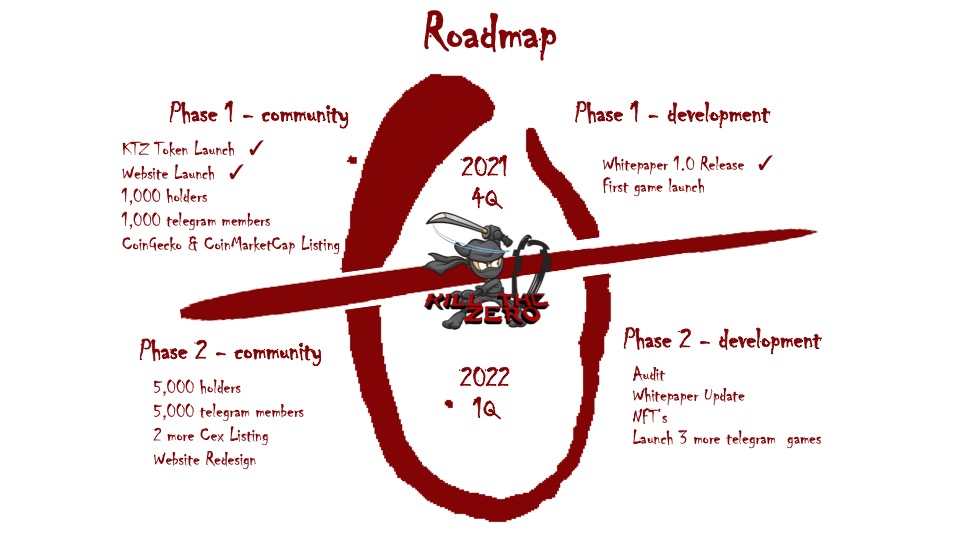 Roadmap
Phase 1 - community
KTZ Token Launch ✓
Website Launch ✓
1,000 holders
1,000 telegram members
CoinGecko & CoinMarketCap Listing
Phase 1 - development
Whitepaper 1.0 Release ✓
First game launch
2021
4Q
KILL THE
ZERO
Phase 2 - community
5,000 holders
5,000 telegram members
2 more Cex Listing
Website Redesign
2022
1Q
Phase 2 - development
Audit
Whitepaper Update
NFT's
Launch 3 more telegram games